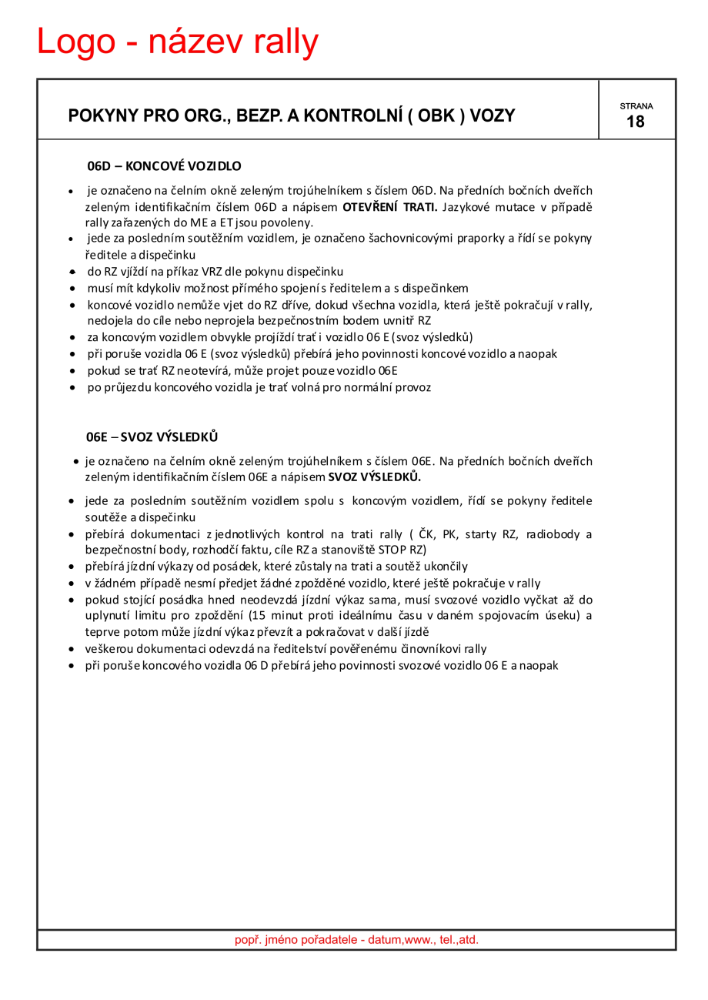 Logo - název rally
POKYNY PRO ORG., BEZP. A KONTROLNÍ ( OBK ) VOZY
STRANA
18
06D – KONCOVÉ VOZIDLO
• je označeno na čelním okně zeleným trojúhelníkem s číslem 06D. Na předních bočních dveřích
zeleným identifikačním číslem 06D a nápisem OTEVŘENÍ TRATI. Jazykové mutace v případě
rally zařazených do ME a ET jsou povoleny.
• jede za posledním soutěžním vozidlem, je označeno šachovnicovými praporky a řídí se pokyny
ředitele a dispečinku
• do RZ vjíždí na příkaz VRZ dle pokynu dispečinku
• musí mít kdykoliv možnost přímého spojení s ředitelem a s dispečinkem
• koncové vozidlo nemůže vjet do RZ dříve, dokud všechna vozidla, která ještě pokračují v rally,
nedojela do cíle nebo neprojela bezpečnostním bodem uvnitř RZ
• za koncovým vozidlem obvykle projíždí trať i vozidlo 06 E (svoz výsledků)
• při poruše vozidla 06 E (svoz výsledků) přebírá jeho povinnosti koncové vozidlo a naopak
• pokud se trať RZ neotevírá, může projet pouze vozidlo 06E
• po průjezdu koncového vozidla je trať volná pro normální provoz
06E – SVOZ VÝSLEDKŮ
• je označeno na čelním okně zeleným trojúhelníkem s číslem 06E. Na předních bočních dveřích
zeleným identifikačním číslem 06E a nápisem SVOZ VÝSLEDKŮ.
• jede za posledním soutěžním vozidlem spolu s koncovým vozidlem, řídí se pokyny ředitele
soutěže a dispečinku
• přebírá dokumentaci z jednotlivých kontrol na trati rally ( ČK, PK, starty RZ, radiobody a
bezpečnostní body, rozhodčí faktu, cíle RZ a stanoviště STOP RZ)
• přebírá jízdní výkazy od posádek, které zůstaly na trati a soutěž ukončily
• v žádném případě nesmí předjet žádné zpožděné vozidlo, které ještě pokračuje v rally
• pokud stojící posádka hned neodevzdá jízdní výkaz sama, musí svozové vozidlo vyčkat až do
uplynutí limitu pro zpoždění (15 minut proti ideálnímu času v daném spojovacím úseku) a
teprve potom může jízdní výkaz převzít a pokračovat v další jízdě
• veškerou dokumentaci odevzdá na ředitelství pověřenému činovníkovi rally
• při poruše koncového vozidla 06 D přebírá jeho povinnosti svozové vozidlo 06 E a naopak
popř. jméno pořadatele - datum,www., tel.,atd.